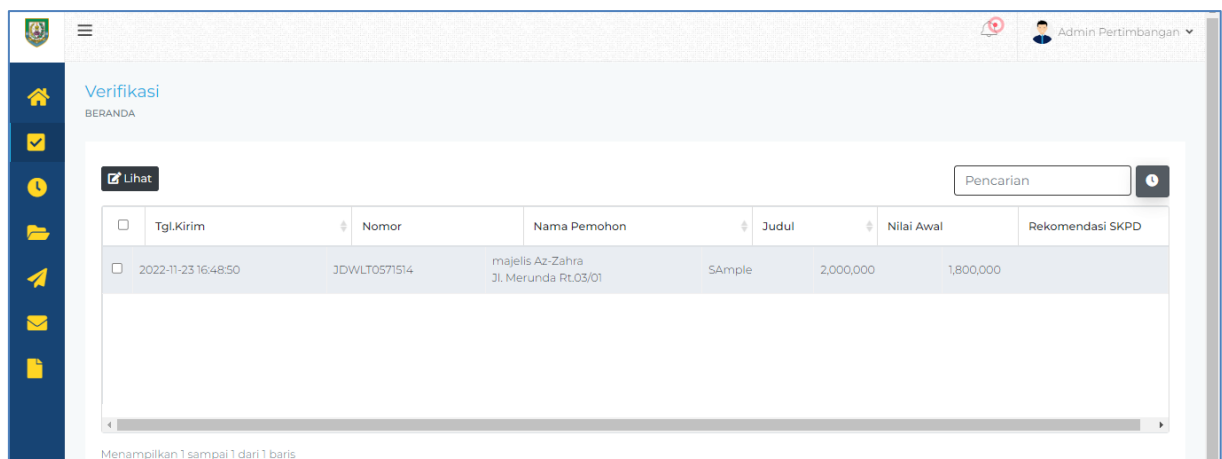 Admin Pertimbangan
Verifikasi
BERANDA
Lihat
Pencarian
Tgl.Kirim Nomor Nama Pemohon Judul Nilai Awal Rekomendasi SKPD
2022-11-23 16:48:50 JDWLT0571514 majelis Az-Zahra SAmple 2,000,000 1,800,000
Jl. Merunda Rt.03/01
Menampilkan 1 sampai 1 dari 1 baris